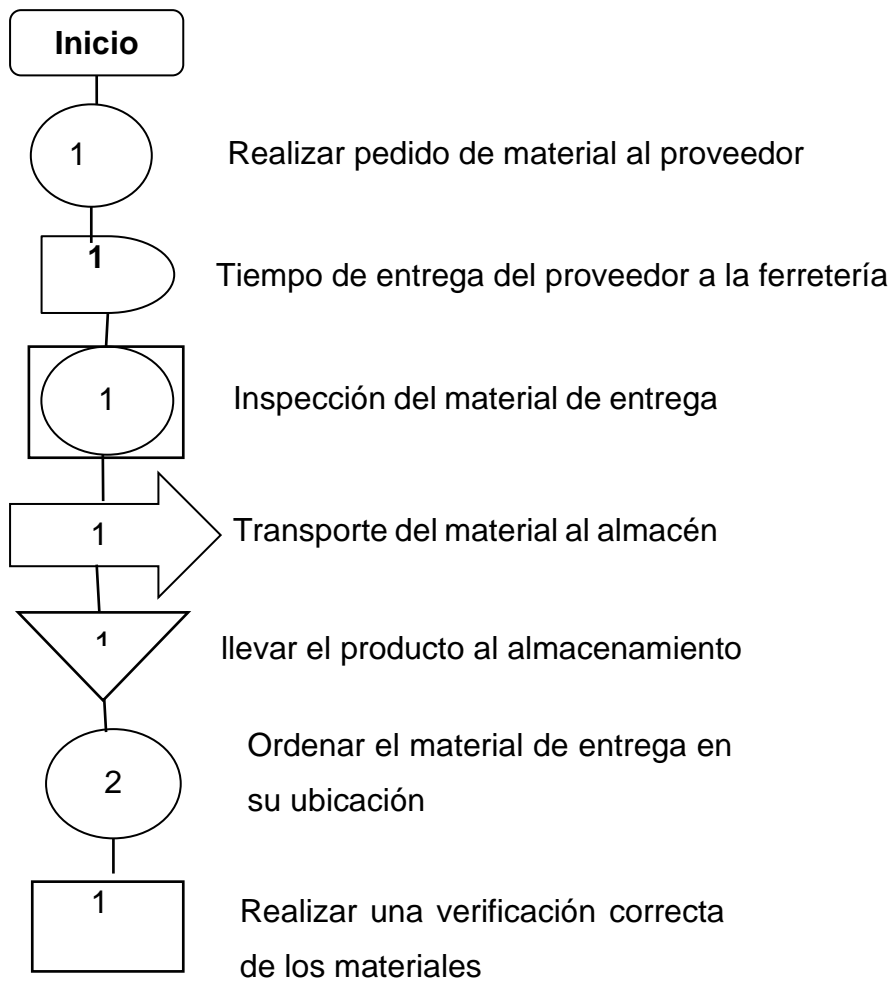 Inicio
1 Realizar pedido de material al proveedor
1 Tiempo de entrega del proveedor a la ferretería
1 Inspección del material de entrega
1 Transporte del material al almacén
1 llevar el producto al almacenamiento
2 Ordenar el material de entrega en
su ubicación
1 Realizar una verificación correcta
de los materiales